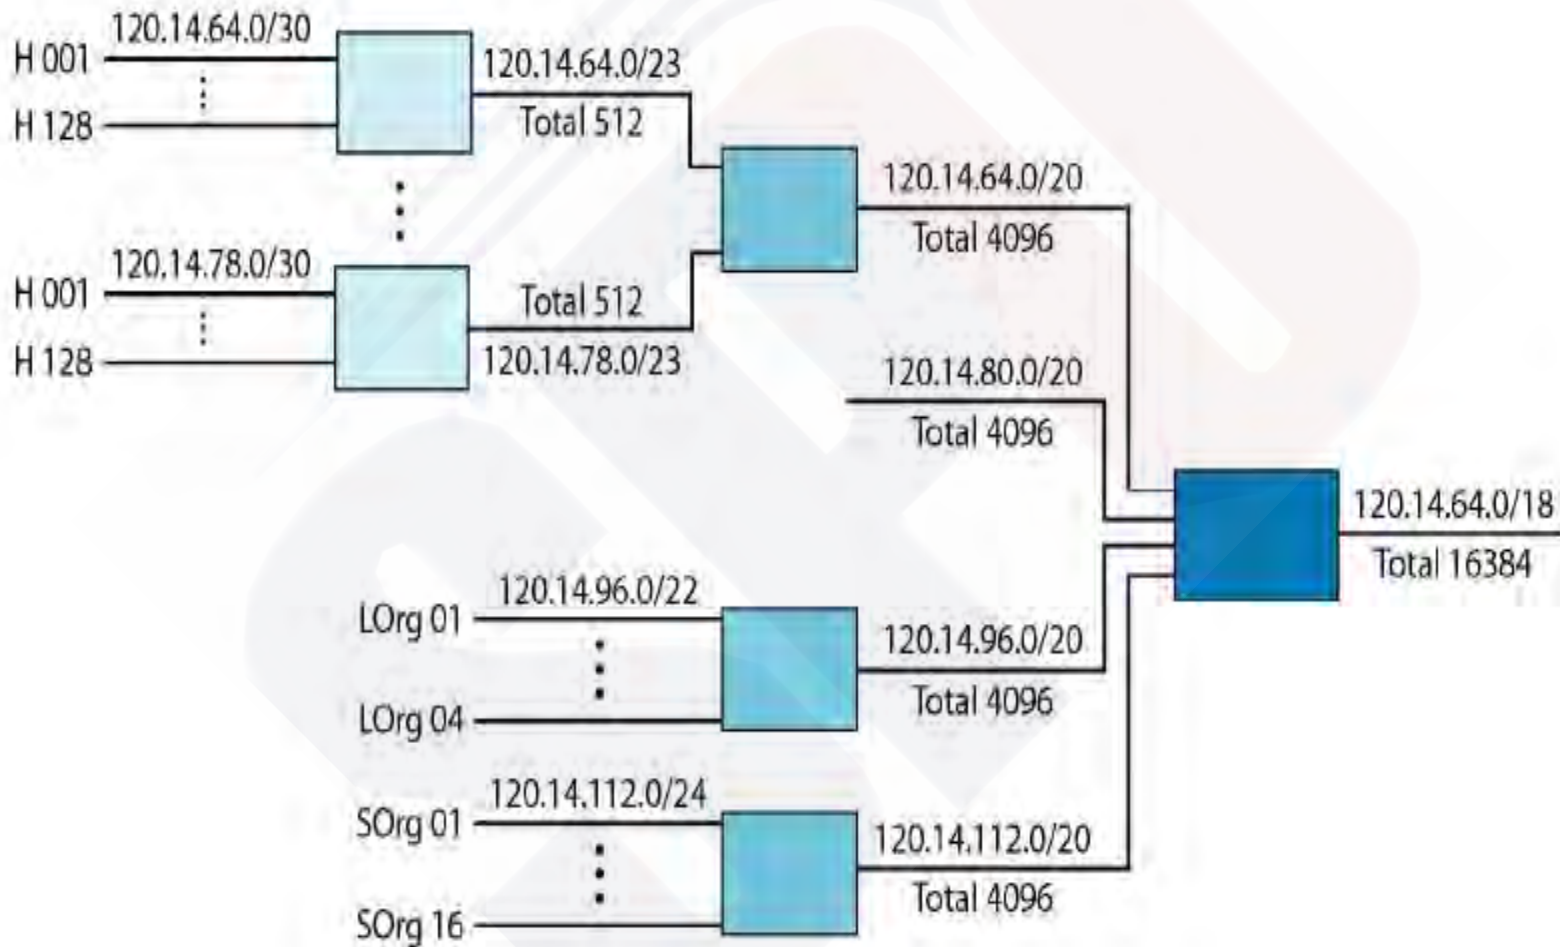 H 001
120.14.64.0/30
H 128
120.14.64.0/23
Total 512
H 001
120.14.78.0/30
H 128
Total 512
120.14.78.0/23
120.14.64.0/20
Total 4096
120.14.80.0/20
Total 4096
LOrg 01
120.14.96.0/22
LOrg 04
120.14.96.0/20
Total 4096
SOrg 01
120.14.112.0/24
SOrg 16
120.14.112.0/20
Total 4096
120.14.64.0/18
Total 16384